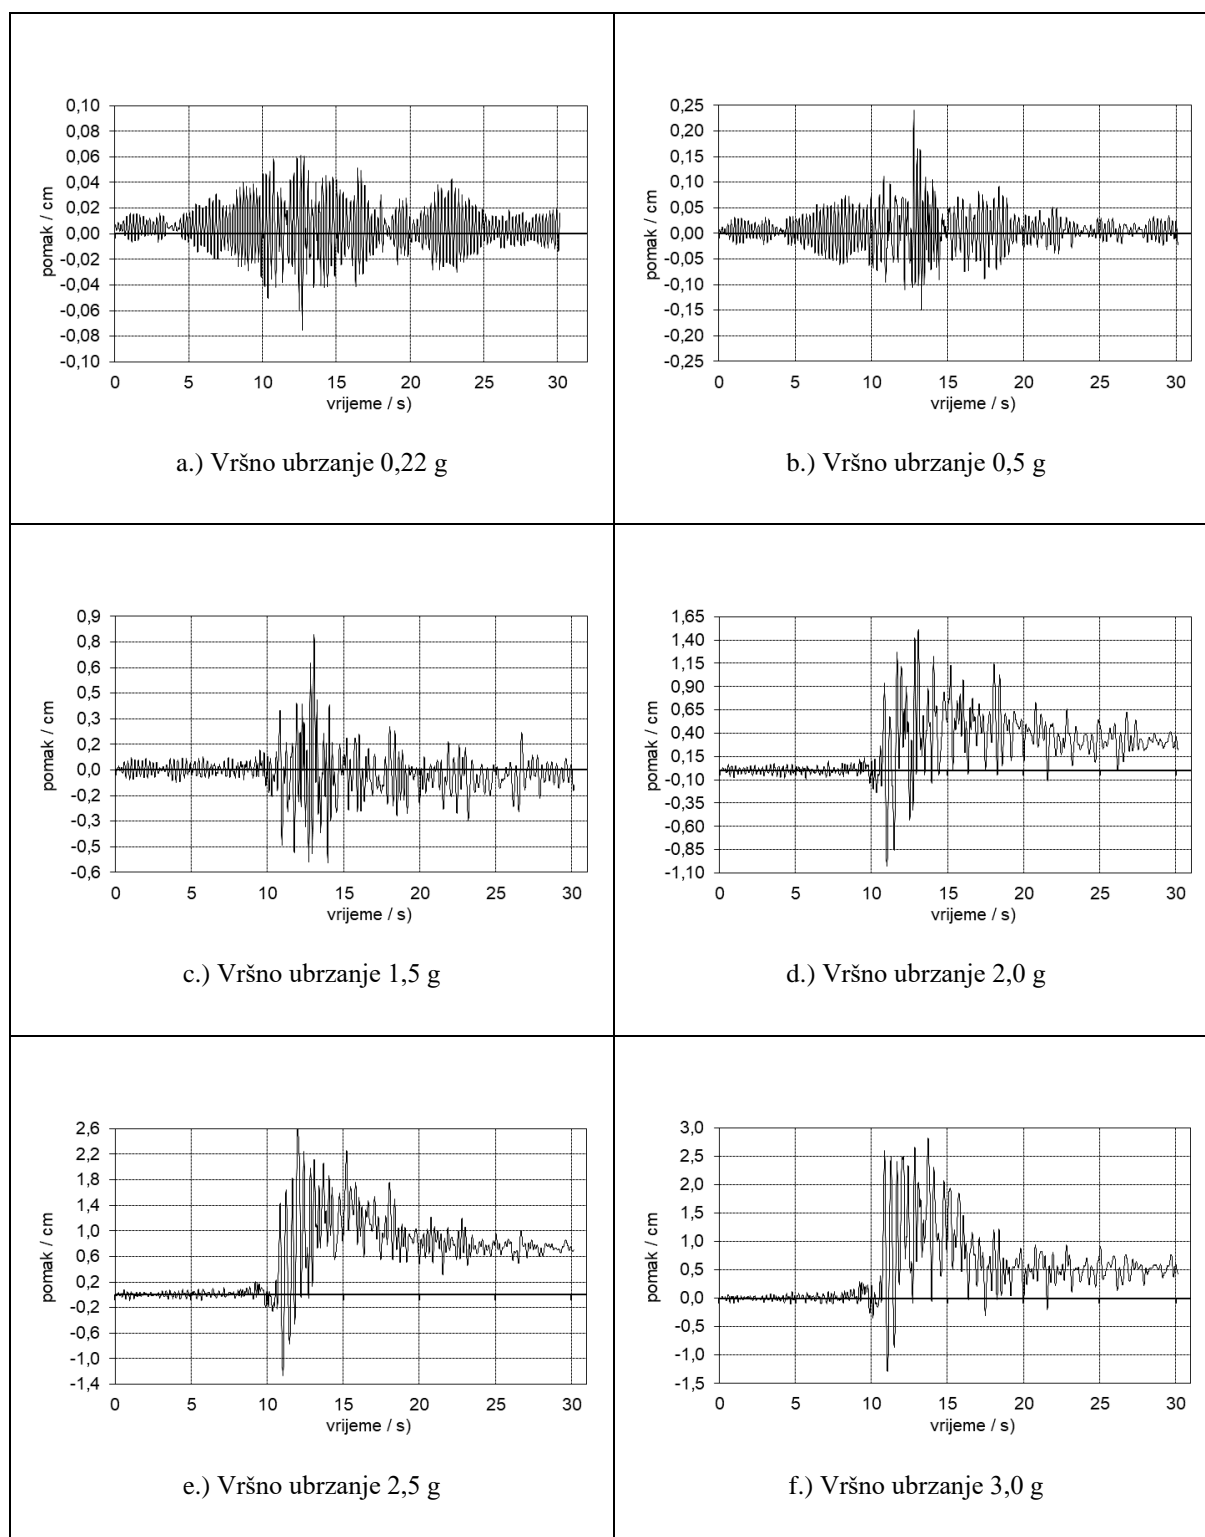 0,10
0,08
0,06
0,04
0,02
0,00
-0,02
-0,04
-0,06
-0,08
-0,10
pomak / cm
0 5 10 15 20 25 30
vrijeme / s)
a.) Vršno ubrzanje 0,22 g
0,25
0,20
0,15
0,10
0,05
0,00
-0,05
-0,10
-0,15
-0,20
-0,25
pomak / cm
0 5 10 15 20 25 30
vrijeme / s)
b.) Vršno ubrzanje 0,5 g
0,9
0,8
0,6
0,5
0,3
0,2
0,0
-0,2
-0,3
-0,5
-0,6
pomak / cm
0 5 10 15 20 25 30
vrijeme / s)
c.) Vršno ubrzanje 1,5 g
1,65
1,40
1,15
0,90
0,65
0,40
0,15
-0,10
-0,35
-0,60
-0,85
-1,10
pomak / cm
0 5 10 15 20 25 30
vrijeme / s)
d.) Vršno ubrzanje 2,0 g
2,6
2,2
1,8
1,4
1,0
0,6
0,2
-0,2
-0,6
-1,0
-1,4
pomak / cm
0 5 10 15 20 25 30
vrijeme / s)
e.) Vršno ubrzanje 2,5 g
3,0
2,5
2,0
1,5
1,0
0,5
0,0
-0,5
-1,0
-1,5
pomak / cm
0 5 10 15 20 25 30
vrijeme / s)
f.) Vršno ubrzanje 3,0 g